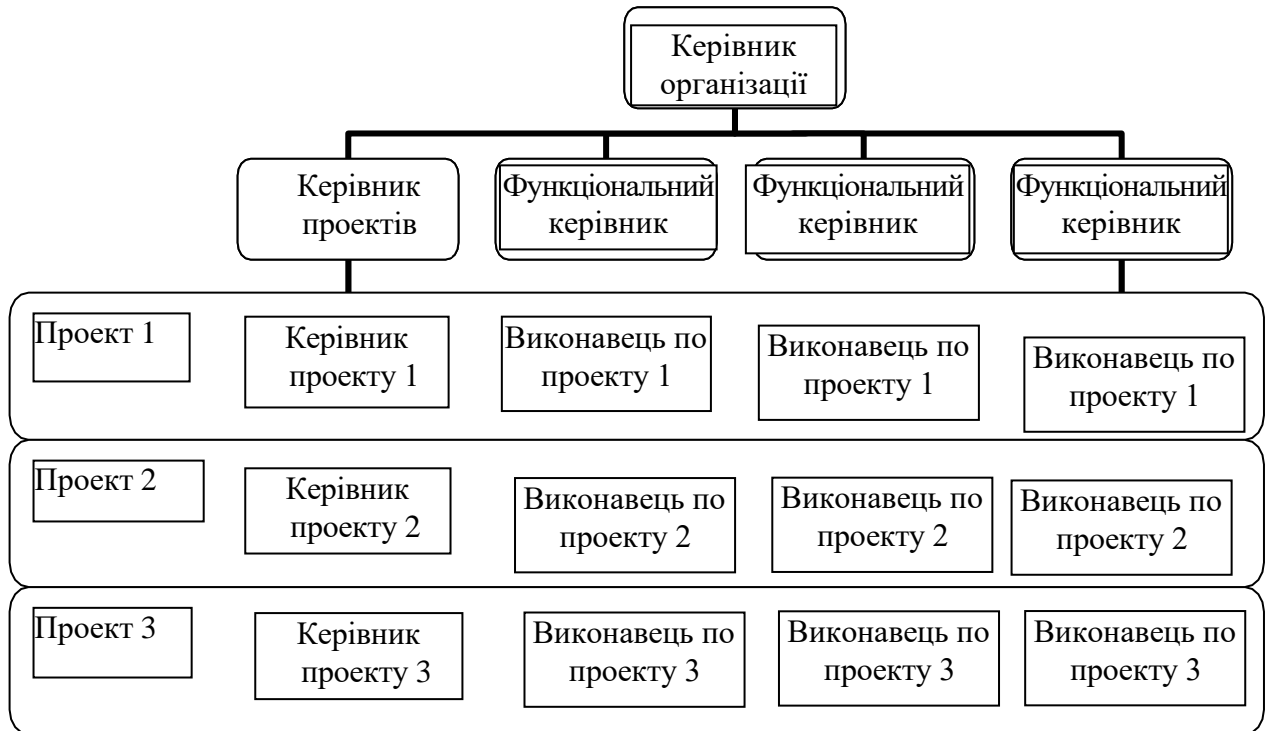 Керівник
організації
Керівник
проектів
Функціональний
керівник
Функціональний
керівник
Функціональний
керівник
Проект 1
Керівник
проекту 1
Виконавець по
проекту 1
Виконавець по
проекту 1
Виконавець по
проекту 1
Проект 2
Керівник
проекту 2
Виконавець по
проекту 2
Виконавець по
проекту 2
Виконавець по
проекту 2
Проект 3
Керівник
проекту 3
Виконавець по
проекту 3
Виконавець по
проекту 3
Виконавець по
проекту 3